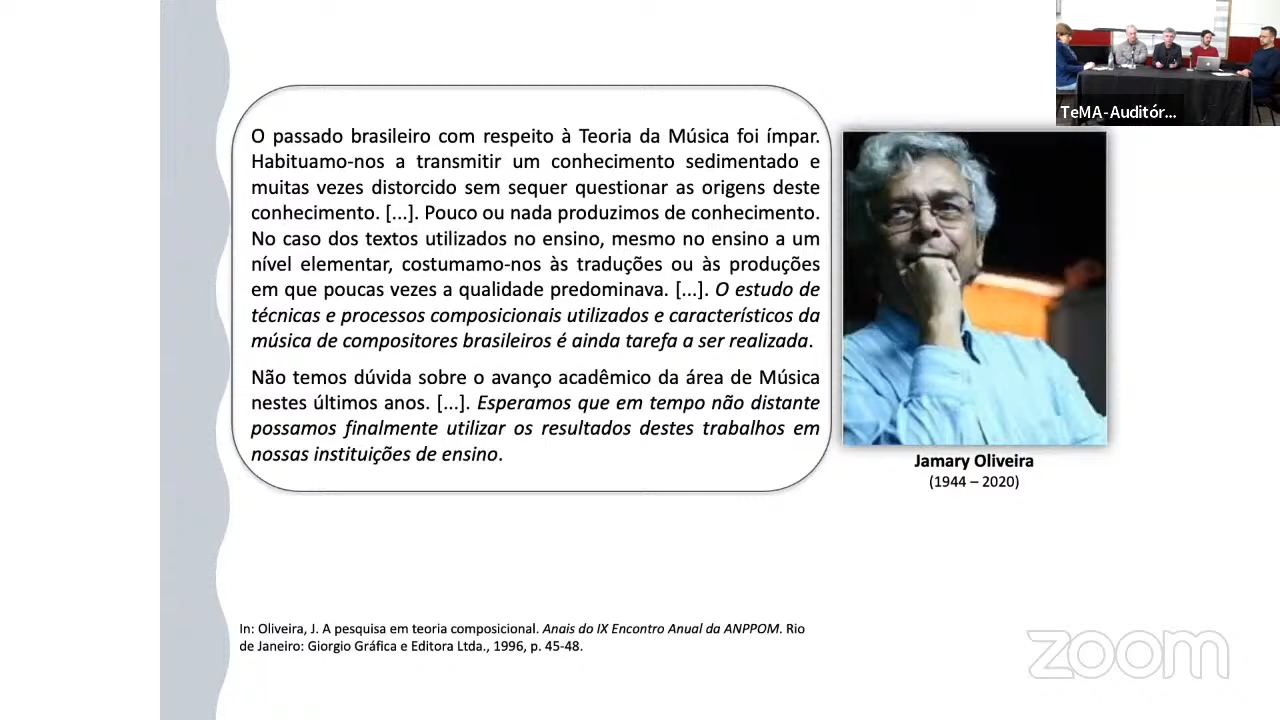 TeMA-Auditór...
O passado brasileiro com respeito à Teoria da Música foi ímpar.
Habituamo-nos a transmitir um conhecimento sedimentado e
muitas vezes distorcido sem sequer questionar as origens deste
conhecimento. [...]. Pouco ou nada produzimos de conhecimento.
No caso dos textos utilizados no ensino, mesmo no ensino a um
nível elementar, costumamo-nos às traduções ou às produções
em que poucas vezes a qualidade predominava. [...]. O estudo de
técnicas e processos composicionais utilizados e característicos da
música de compositores brasileiros é ainda tarefa a ser realizada.
Não temos dúvida sobre o avanço acadêmico da área de Música
nestes últimos anos. [...]. Esperamos que em tempo não distante
possamos finalmente utilizar os resultados destes trabalhos em
nossas instituições de ensino.
Jamary Oliveira
(1944 – 2020)
In: Oliveira, J. A pesquisa em teoria composicional. Anais do IX Encontro Anual da ANPPOM. Rio
de Janeiro: Giorgio Gráfica e Editora Ltda., 1996, p. 45-48.
zoom